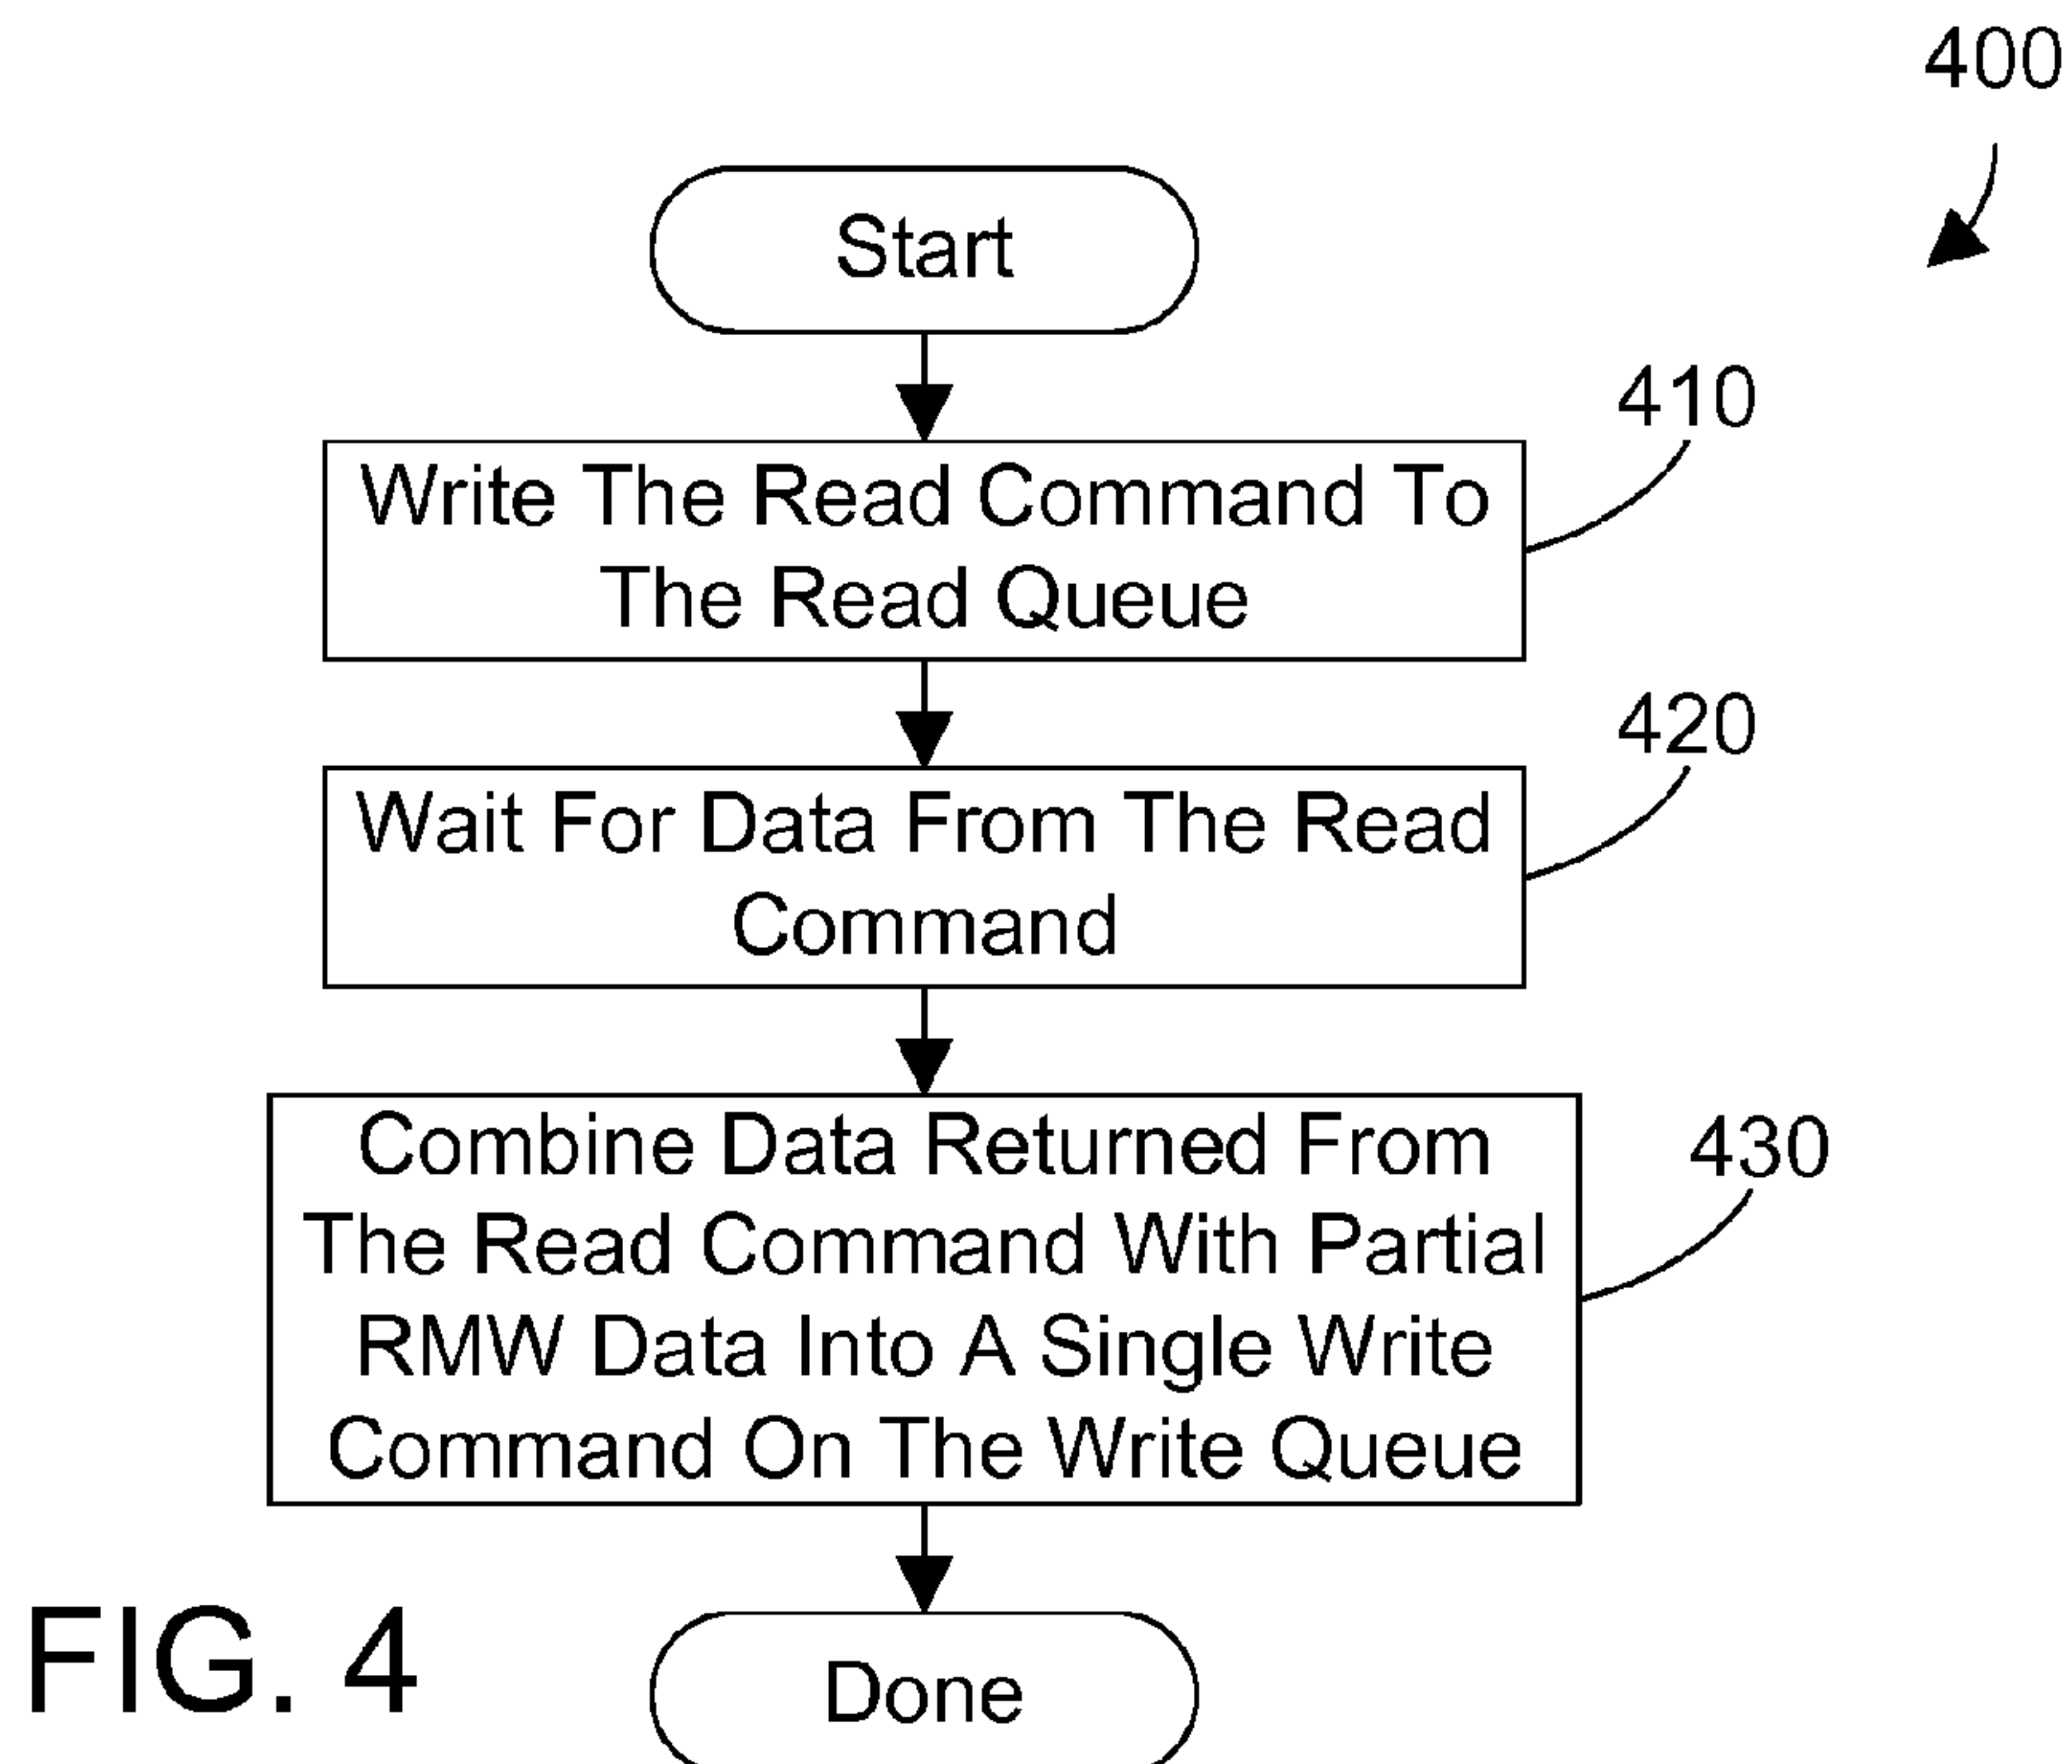 400
Start
410
Write The Read Command To
The Read Queue
420
Wait For Data From The Read
Command
430
Combine Data Returned From
The Read Command With Partial
RMW Data Into A Single Write
Command On The Write Queue
FIG. 4
Done